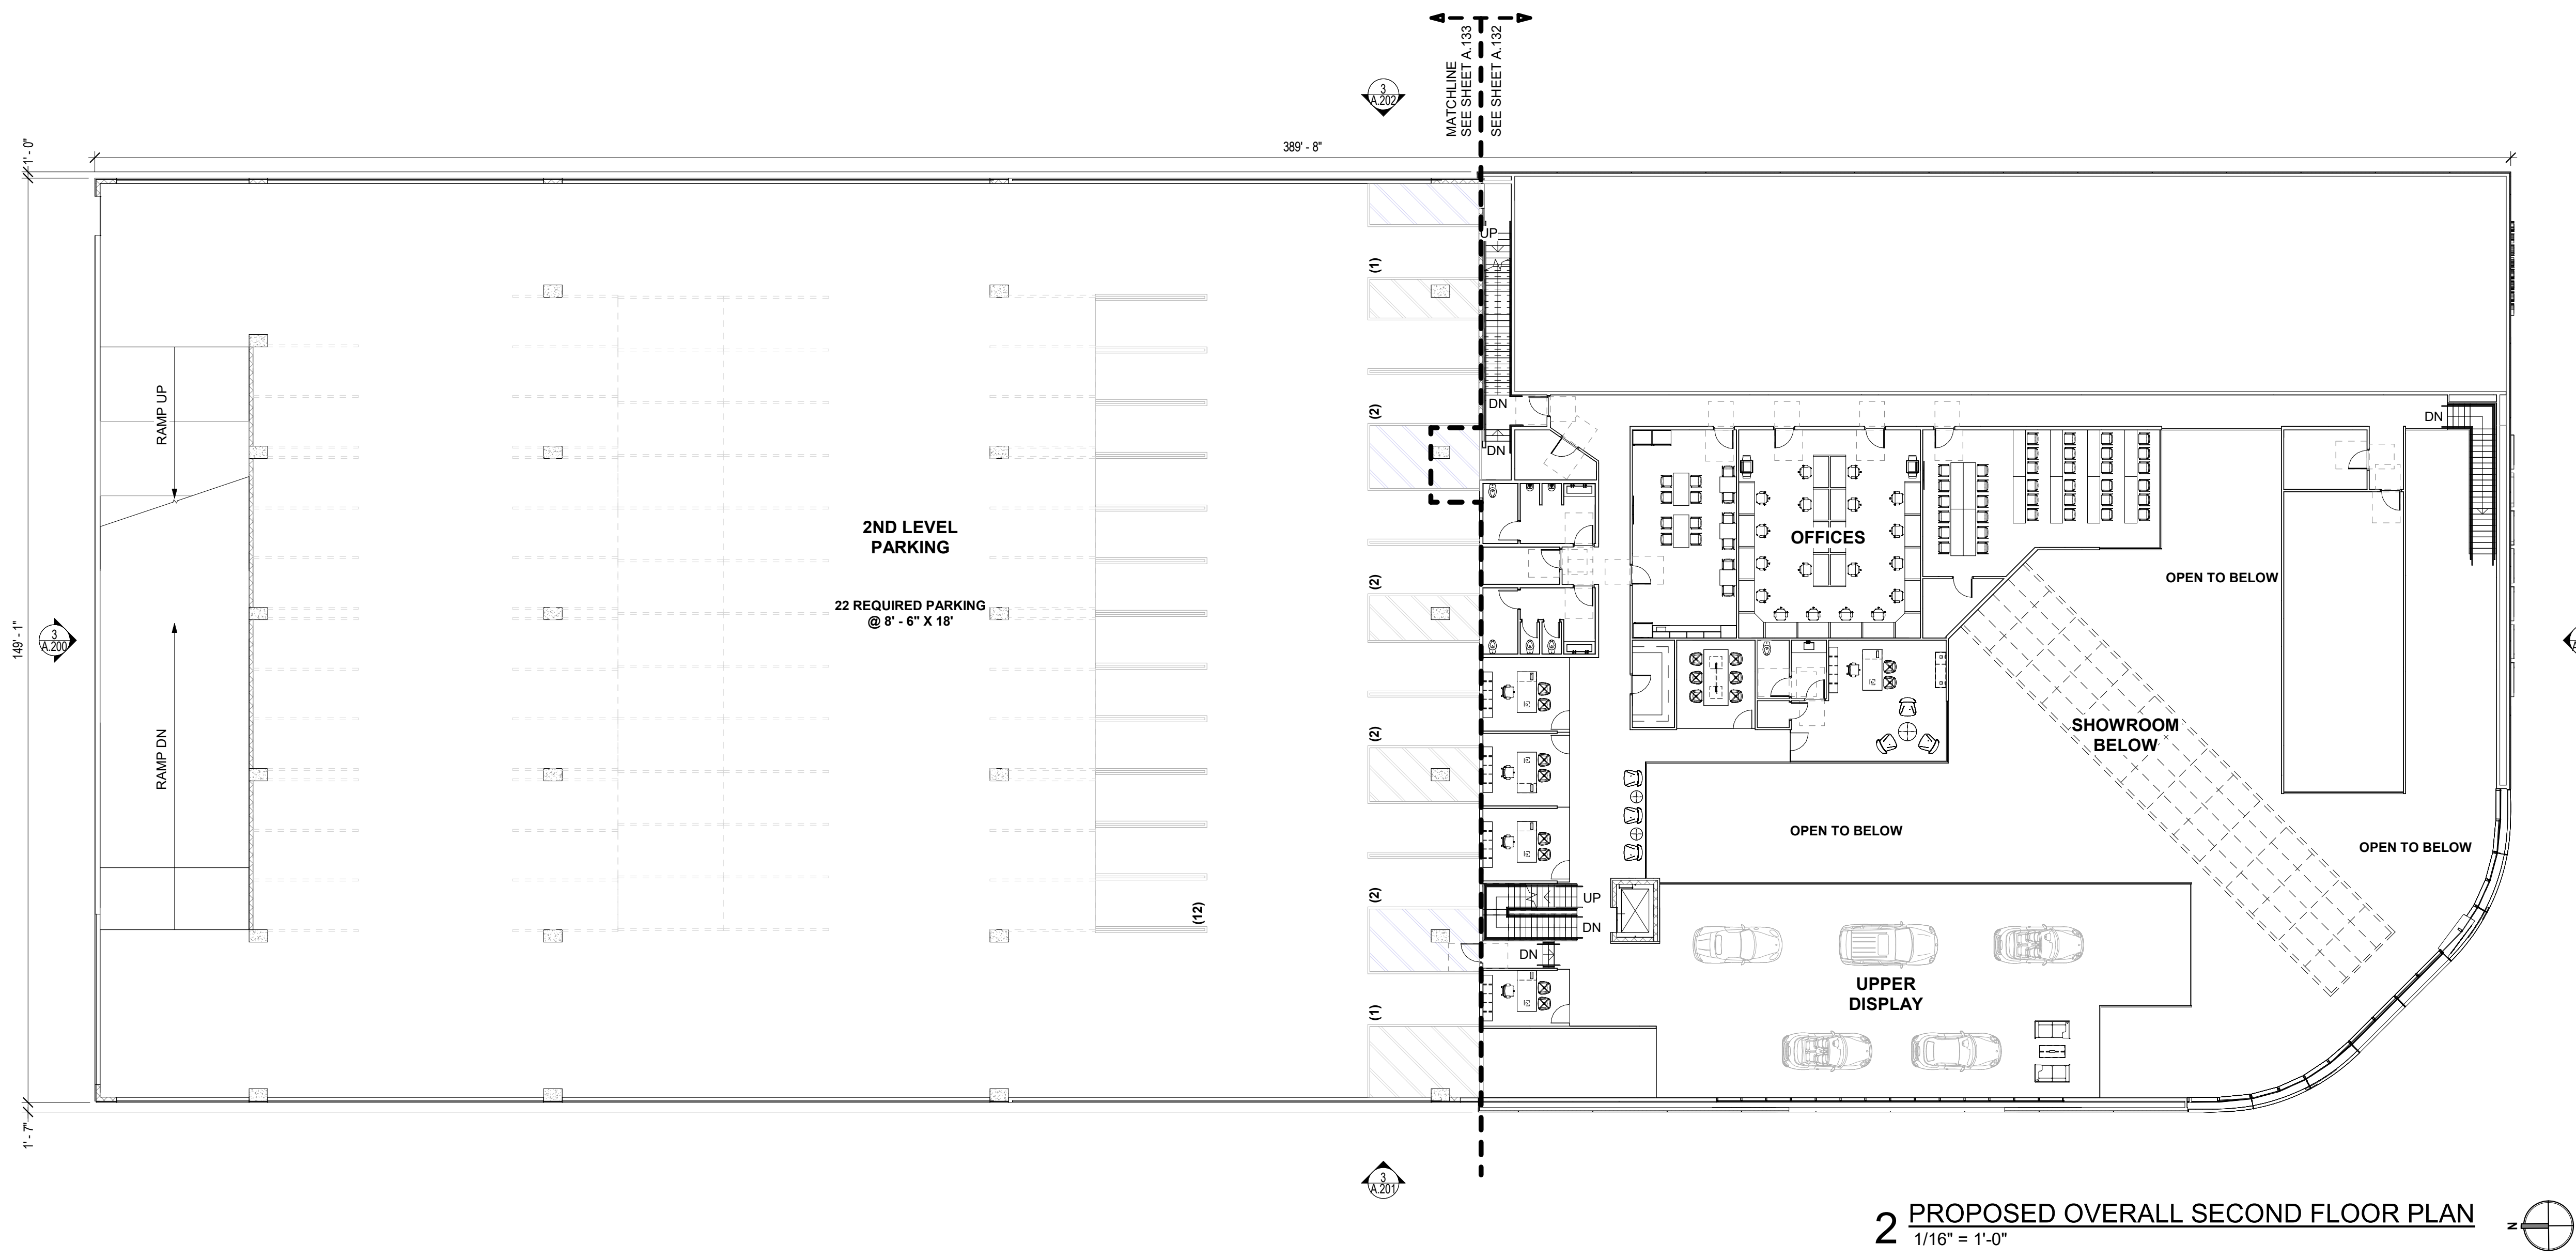 MATCHLINE
SEE SHEET A.133
SEE SHEET A.132
3
A.202
389' - 8"
1' - 0"
149' - 1"
1' - 7"
3
A.200
RAMP UP
RAMP DN
2ND LEVEL
PARKING
22 REQUIRED PARKING
@ 8' - 6" X 18'
(12)
(1)
(2)
(2)
(2)
(2)
(1)
UP
DN
DN
DN
OFFICES
OPEN TO BELOW
SHOWROOM
BELOW
OPEN TO BELOW
OPEN TO BELOW
UP
DN
DN
UPPER
DISPLAY
3
A.201
2 PROPOSED OVERALL SECOND FLOOR PLAN
1/16" = 1'-0"
N